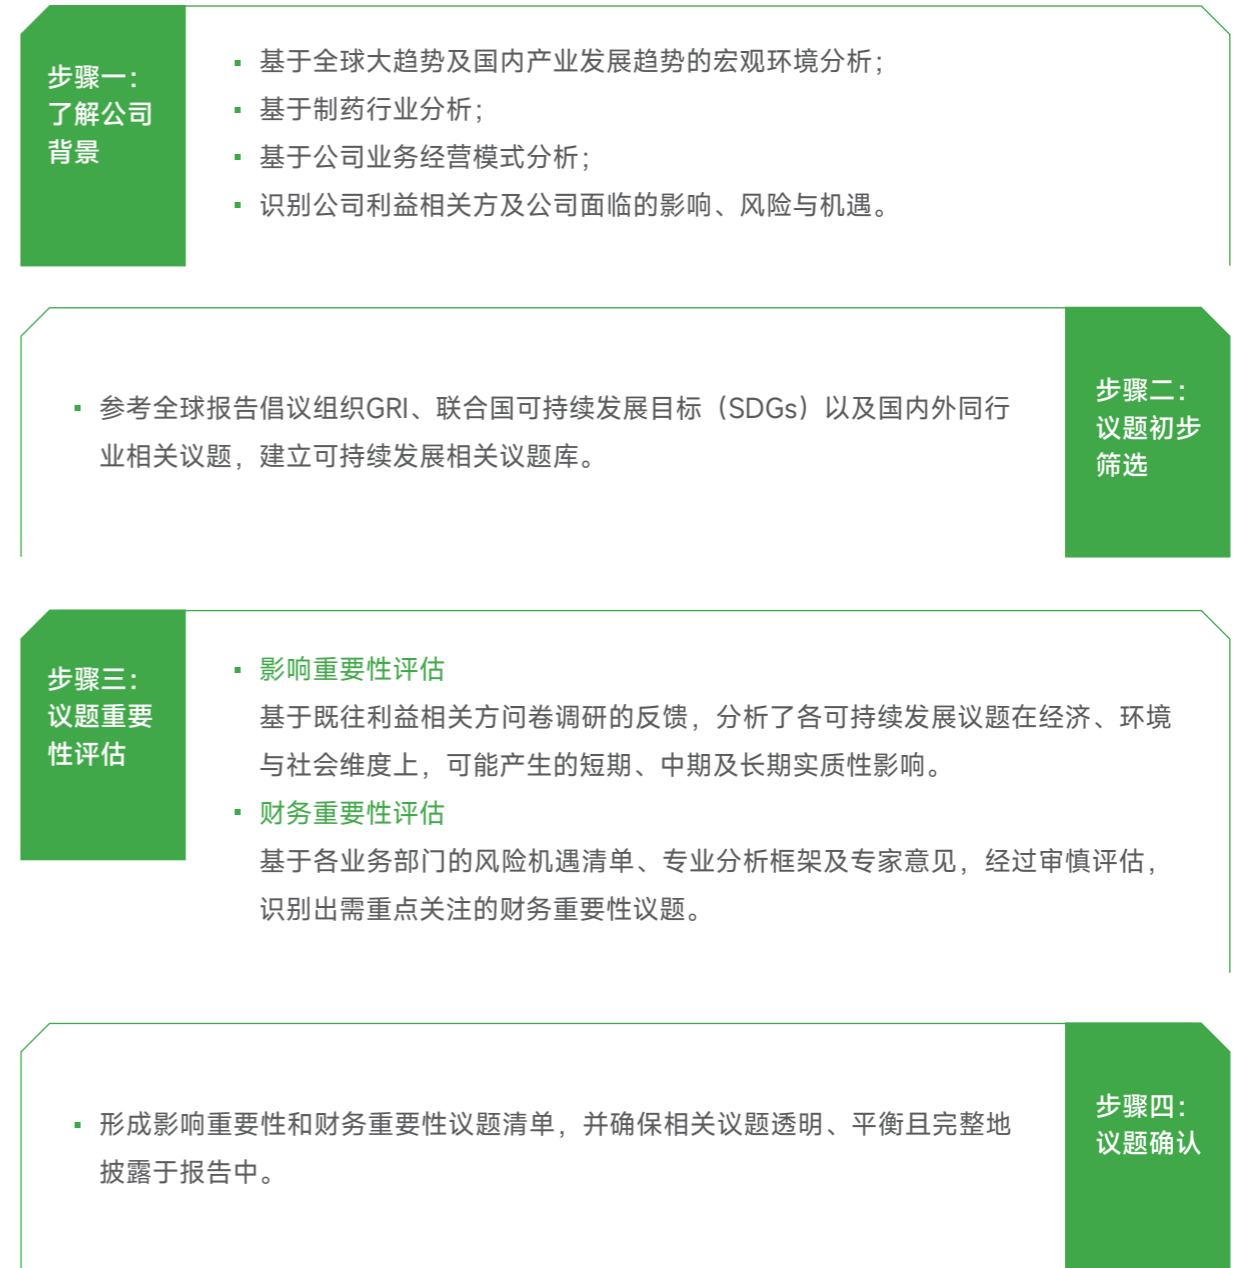 步骤一：
了解公司
背景
基于全球大趋势及国内产业发展趋势的宏观环境分析；
基于制药行业分析；
基于公司业务经营模式分析；
识别公司利益相关方及公司面临的影响、风险与机遇。
参考全球报告倡议组织GRI、联合国可持续发展目标（SDGs）以及国内外同行
业相关议题，建立可持续发展相关议题库。
步骤二：
议题初步
筛选
步骤三：
议题重要
性评估
影响重要性评估
基于既往利益相关方问卷调研的反馈，分析了各可持续发展议题在经济、环境
与社会维度上，可能产生的短期、中期及长期实质性影响。
财务重要性评估
基于各业务部门的风险机遇清单、专业分析框架及专家意见，经过审慎评估，
识别出需重点关注的财务重要性议题。
形成影响重要性和财务重要性议题清单，并确保相关议题透明、平衡且完整地
披露于报告中。
步骤四：
议题确认